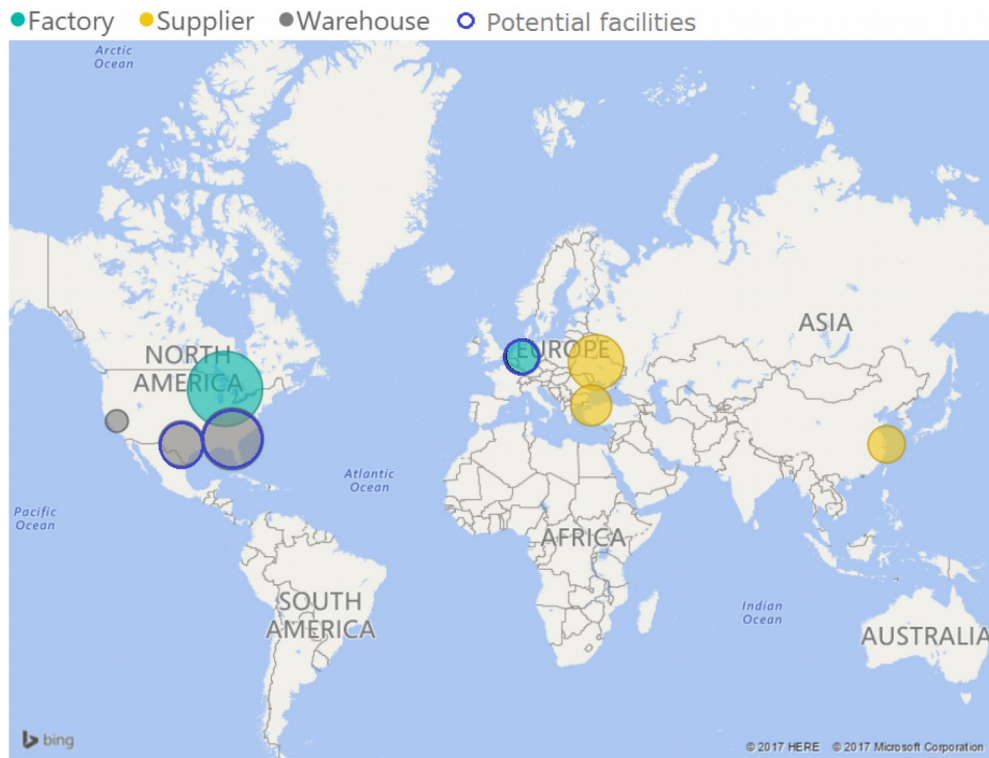 Factory Supplier Warehouse Potential facilities
Arctic
Ocean
ASIA
EUROPE
NORTH
AMERICA
Atlantic
Ocean
Pacific
Ocean
AFRICA
SOUTH
AMERICA
Indian
Ocean
AUSTRALIA
bing
© 2017 HERE © 2017 Microsoft Corporation